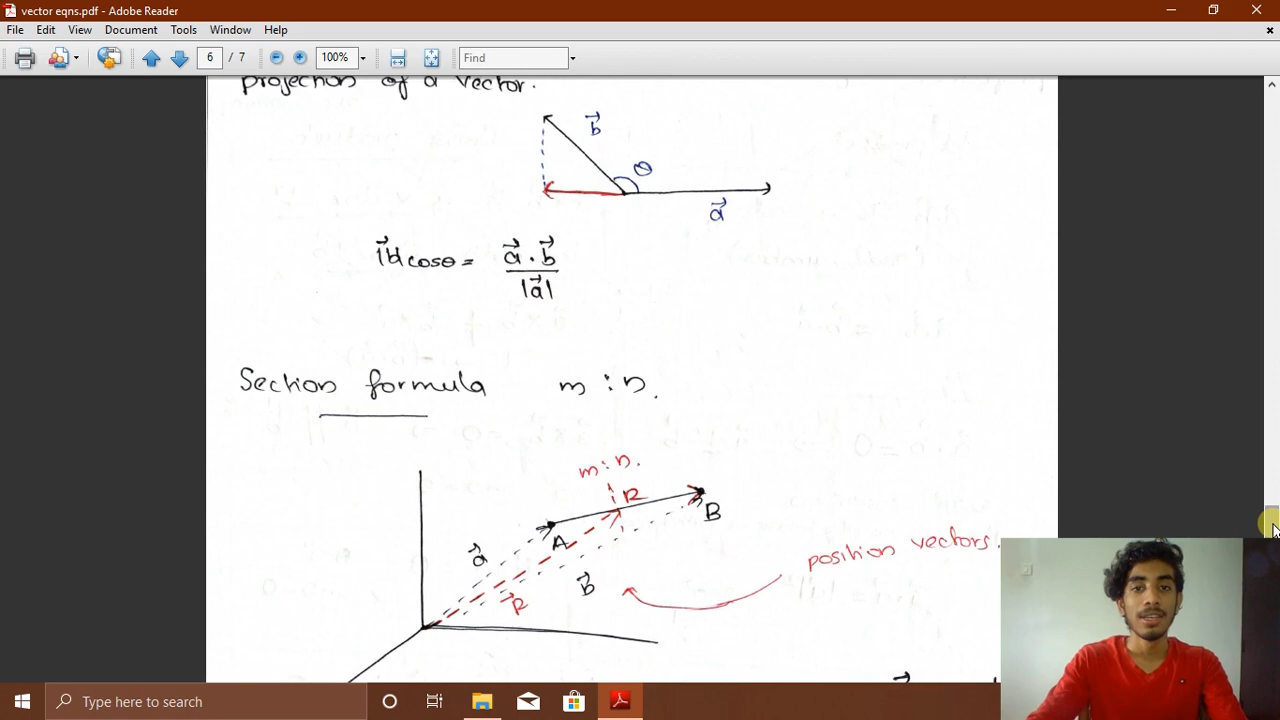 vector eqns.pdf - Adobe Reader
File Edit View Document Tools Window Help
6 / 7 100% Find
projection of a vector.
b⃗
θ
a⃗
|b⃗|cosθ = a⃗ · b⃗ / |a⃗|
Section formula m : n.
m : n.
R
A
B
a⃗
b⃗
R⃗
position vectors.
Type here to search